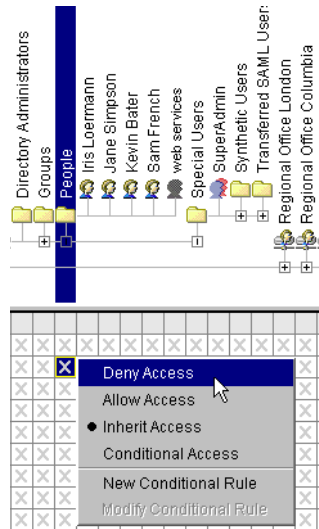 Directory Administrators
Groups
People
Iris Loermann
Jane Simpson
Kevin Bater
Sam French
web services
Special Users
SuperAdmin
Synthetic Users
Transferred SAML Users
Regional Office London
Regional Office Columbia
Deny Access
Allow Access
Inherit Access
Conditional Access
New Conditional Rule
Modify Conditional Rule